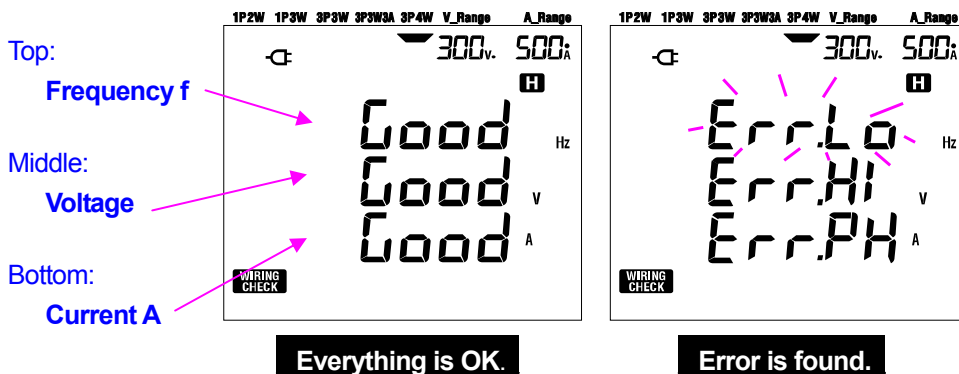 1P2W 1P3W 3P3W 3P3W3A 3P4W V_Range A_Range
300V~ 500A
H
Top:
Frequency f
Good Hz
Middle:
Voltage
Good V
Bottom:
Current A
Good A
WIRING
CHECK
Everything is OK.
1P2W 1P3W 3P3W 3P3W3A 3P4W V_Range A_Range
300V~ 500A
H
Err.Lo Hz
Err.HI V
Err.PH A
WIRING
CHECK
Error is found.